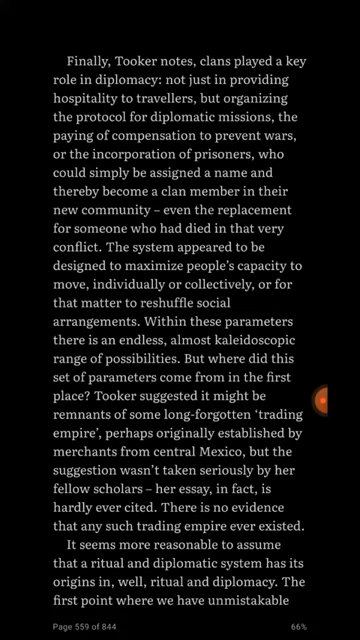 Finally, Tooker notes, clans played a key
role in diplomacy: not just in providing
hospitality to travellers, but organizing
the protocol for diplomatic missions, the
paying of compensation to prevent wars,
or the incorporation of prisoners, who
could simply be assigned a name and
thereby become a clan member in their
new community – even the replacement
for someone who had died in that very
conflict. The system appeared to be
designed to maximize people’s capacity to
move, individually or collectively, or for
that matter to reshuffle social
arrangements. Within these parameters
there is an endless, almost kaleidoscopic
range of possibilities. But where did this
set of parameters come from in the first
place? Tooker suggested it might be
remnants of some long-forgotten ‘trading
empire’, perhaps originally established by
merchants from central Mexico, but the
suggestion wasn’t taken seriously by her
fellow scholars – her essay, in fact, is
hardly ever cited. There is no evidence
that any such trading empire ever existed.
It seems more reasonable to assume
that a ritual and diplomatic system has its
origins in, well, ritual and diplomacy. The
first point where we have unmistakable
Page 559 of 844 66%